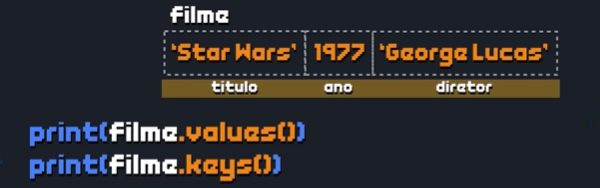 filme
'Star Wars' 1977 'George Lucas'
titulo ano diretor
print(filme.values())
print(filme.keys())